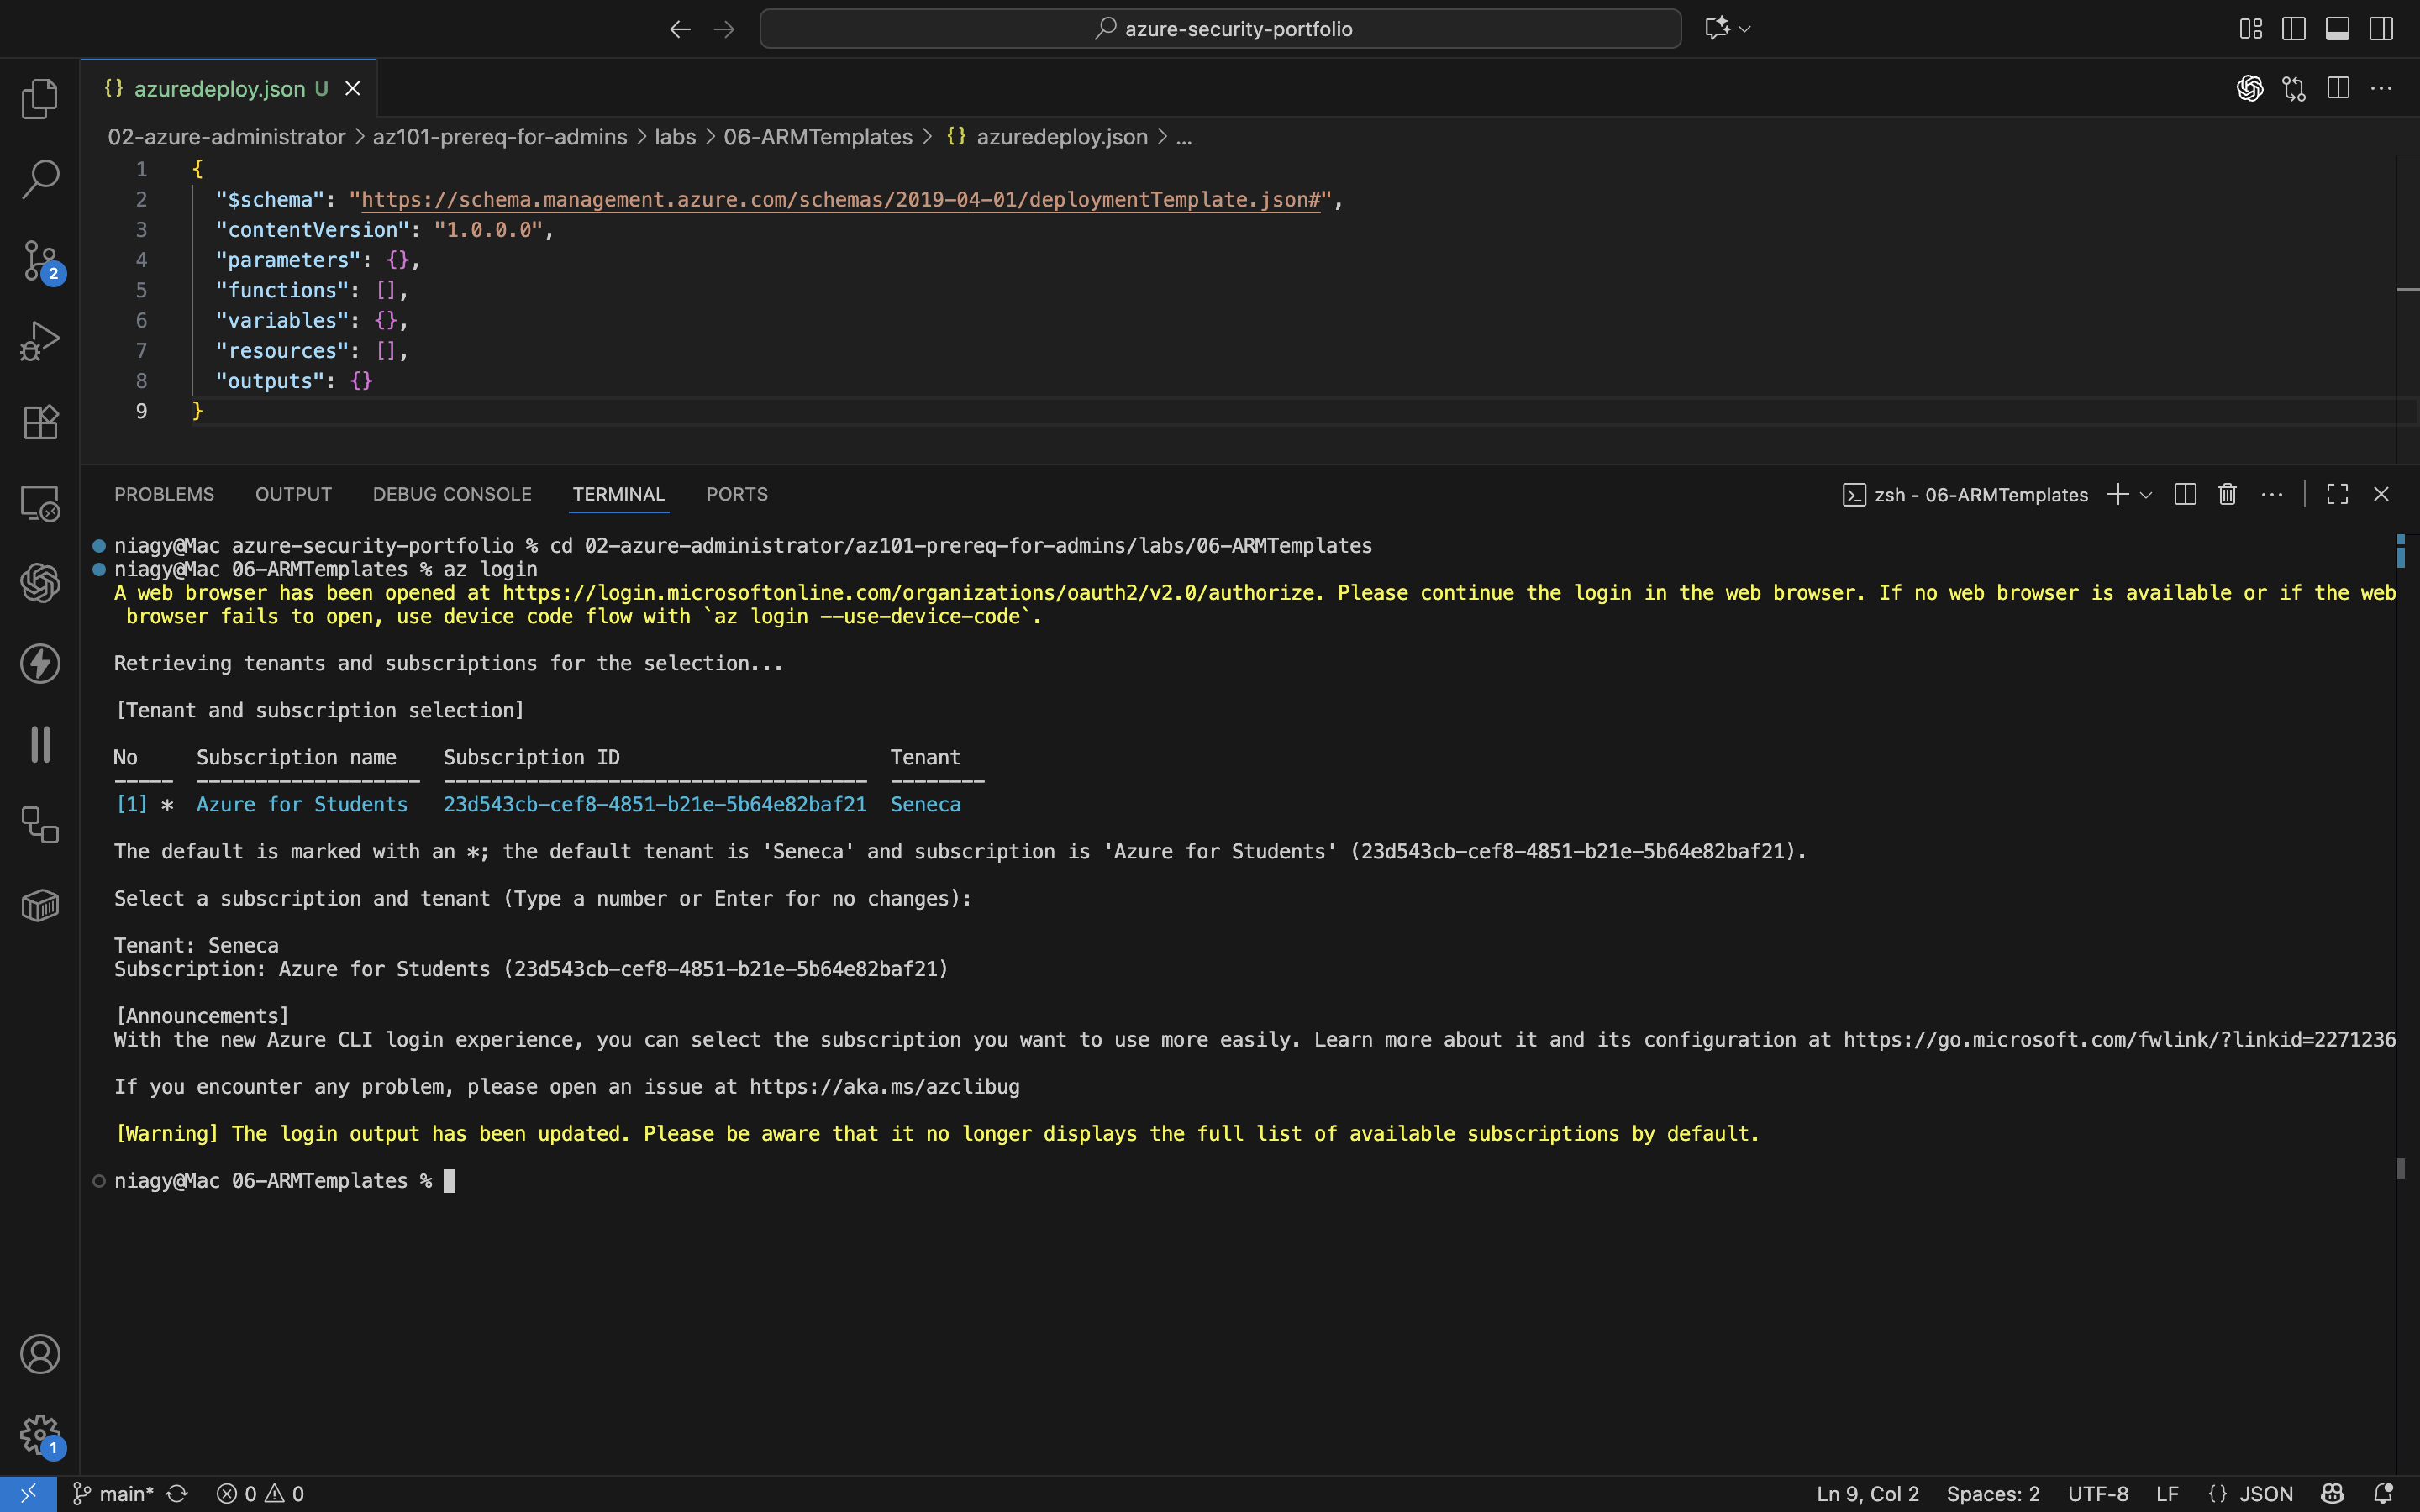 azure-security-portfolio
{} azuredeploy.json U
02-azure-administrator > az101-prereq-for-admins > labs > 06-ARMTemplates > {} azuredeploy.json > ...
1 {
2 "$schema": "https://schema.management.azure.com/schemas/2019-04-01/deploymentTemplate.json#",
3 "contentVersion": "1.0.0.0",
4 "parameters": {},
5 "functions": [],
6 "variables": {},
7 "resources": [],
8 "outputs": {}
9 }
2
PROBLEMS OUTPUT DEBUG CONSOLE TERMINAL PORTS zsh - 06-ARMTemplates
niagy@Mac azure-security-portfolio % cd 02-azure-administrator/az101-prereq-for-admins/labs/06-ARMTemplates
niagy@Mac 06-ARMTemplates % az login
A web browser has been opened at https://login.microsoftonline.com/organizations/oauth2/v2.0/authorize. Please continue the login in the web browser. If no web browser is available or if the web
browser fails to open, use device code flow with `az login --use-device-code`.
Retrieving tenants and subscriptions for the selection...
[Tenant and subscription selection]
No Subscription name Subscription ID Tenant
----- ------------------- ------------------------------------ --------
[1] * Azure for Students 23d543cb-cef8-4851-b21e-5b64e82baf21 Seneca
The default is marked with an *; the default tenant is 'Seneca' and subscription is 'Azure for Students' (23d543cb-cef8-4851-b21e-5b64e82baf21).
Select a subscription and tenant (Type a number or Enter for no changes):
Tenant: Seneca
Subscription: Azure for Students (23d543cb-cef8-4851-b21e-5b64e82baf21)
[Announcements]
With the new Azure CLI login experience, you can select the subscription you want to use more easily. Learn more about it and its configuration at https://go.microsoft.com/fwlink/?linkid=2271236
If you encounter any problem, please open an issue at https://aka.ms/azclibug
[Warning] The login output has been updated. Please be aware that it no longer displays the full list of available subscriptions by default.
niagy@Mac 06-ARMTemplates %
1
main* 0 0 Ln 9, Col 2 Spaces: 2 UTF-8 LF {} JSON